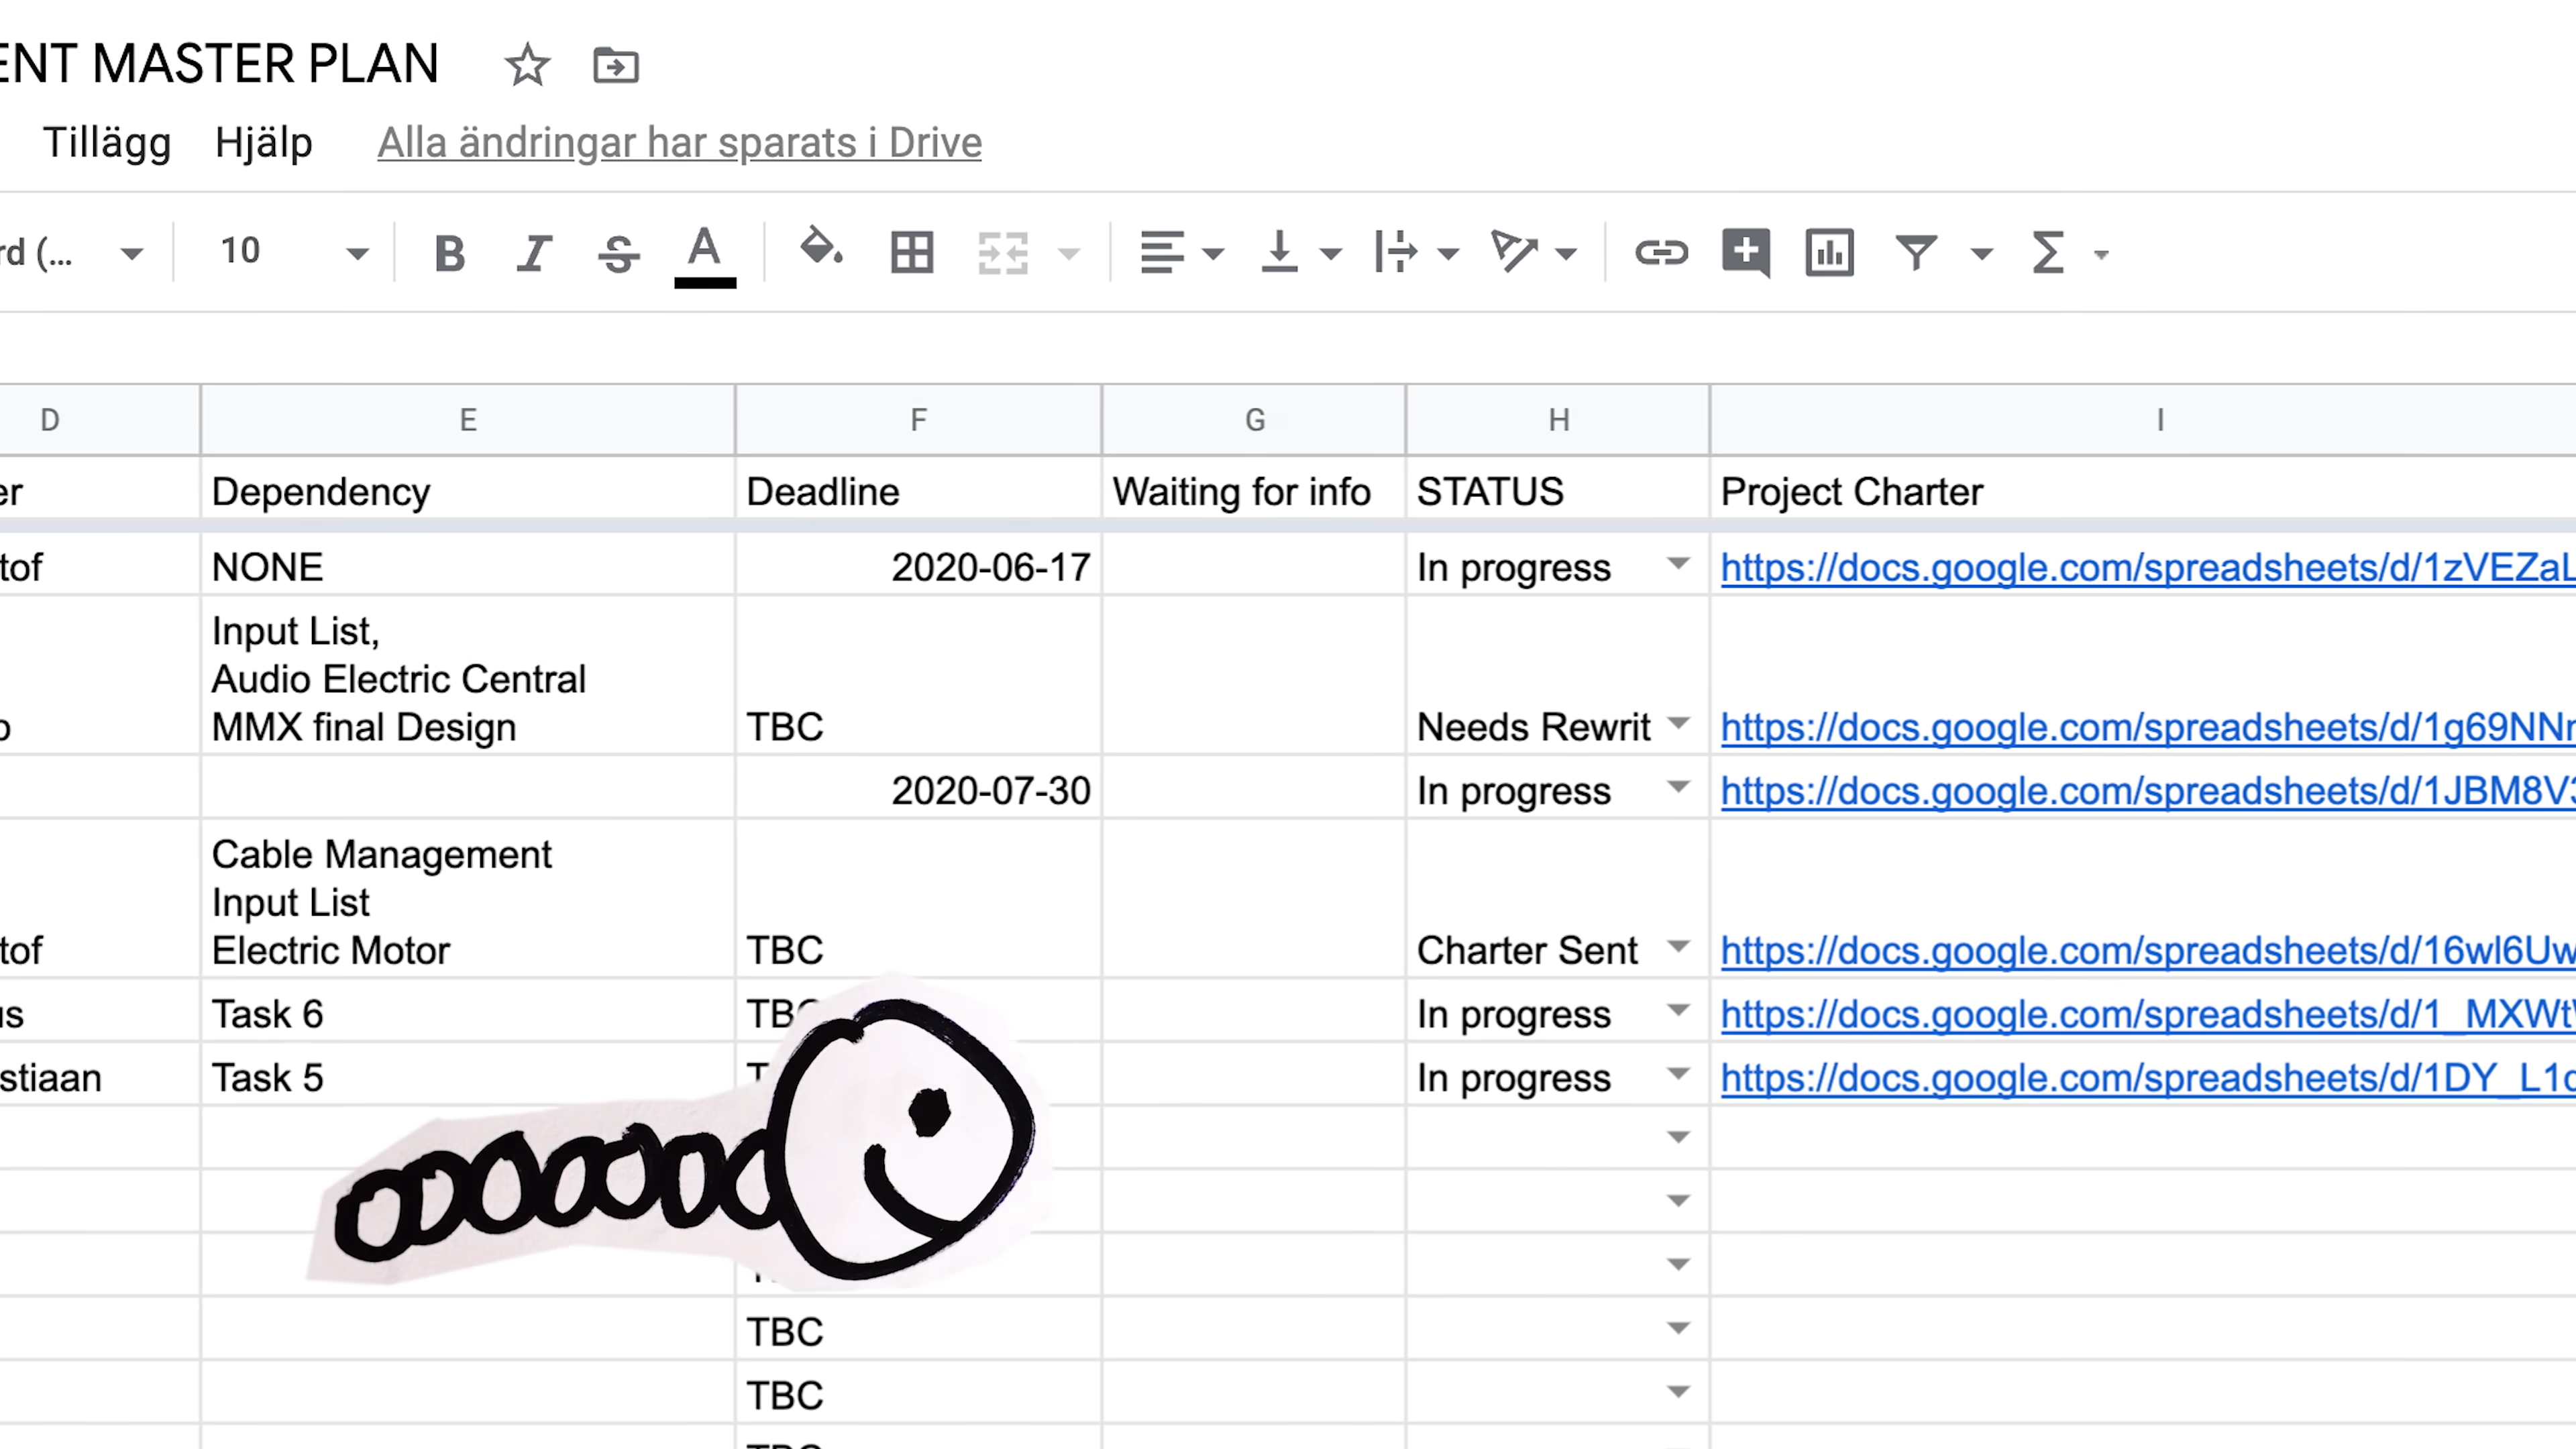 ENT MASTER PLAN
Tillägg Hjälp Alla ändringar har sparats i Drive
rd (... 10 B I S A
D E F G H I
er Dependency Deadline Waiting for info STATUS Project Charter
tof NONE 2020-06-17 In progress https://docs.google.com/spreadsheets/d/1zVEZaL
Input List,
Audio Electric Central
o MMX final Design TBC Needs Rewrit https://docs.google.com/spreadsheets/d/1g69NNr
2020-07-30 In progress https://docs.google.com/spreadsheets/d/1JBM8V3
Cable Management
Input List
tof Electric Motor TBC Charter Sent https://docs.google.com/spreadsheets/d/16wl6Uw
us Task 6 TBC In progress https://docs.google.com/spreadsheets/d/1_MXWt
stiaan Task 5 In progress https://docs.google.com/spreadsheets/d/1DY_L1
TBC
TBC